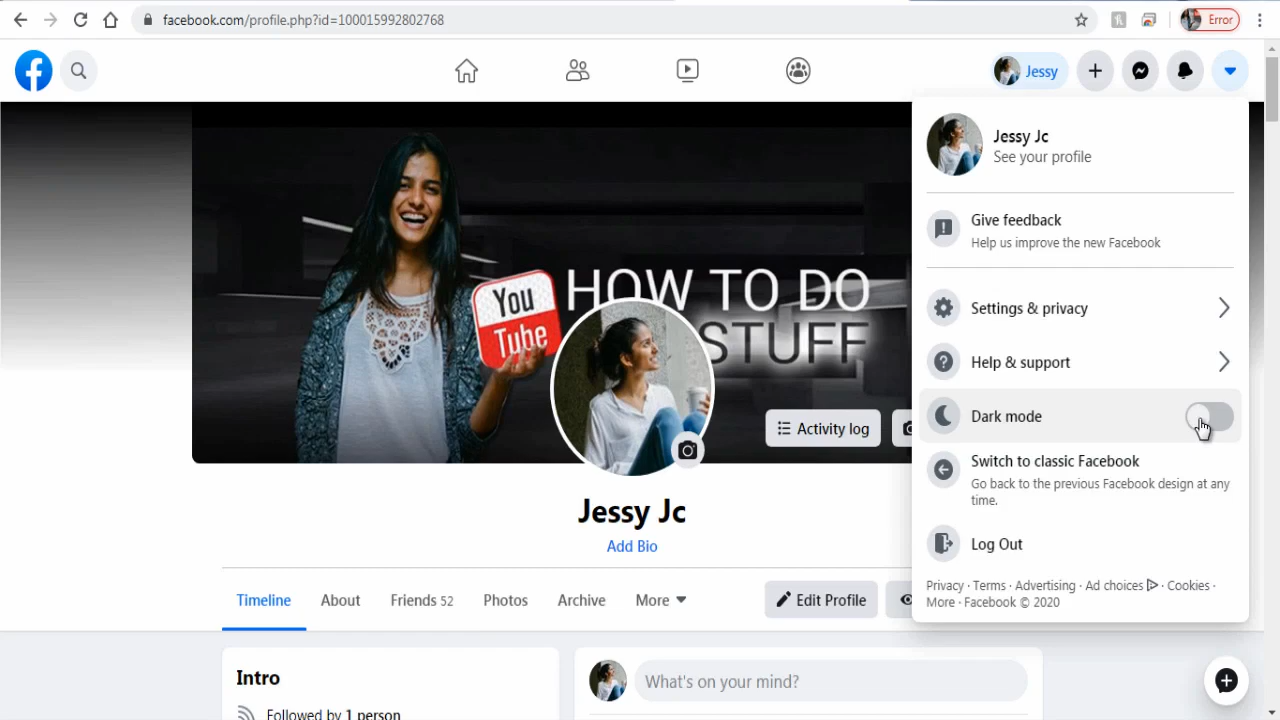 facebook.com/profile.php?id=100015992802768
Error
Jessy
Jessy Jc
See your profile
Give feedback
Help us improve the new Facebook
Settings & privacy
Help & support
Dark mode
Switch to classic Facebook
Go back to the previous Facebook design at any
time.
Log Out
Privacy · Terms · Advertising · Ad choices · Cookies ·
More · Facebook © 2020
You
Tube
HOW TO DO
STUFF
Activity log
Jessy Jc
Add Bio
Timeline
About
Friends 52
Photos
Archive
More
Edit Profile
Intro
Followed by 1 person
What's on your mind?